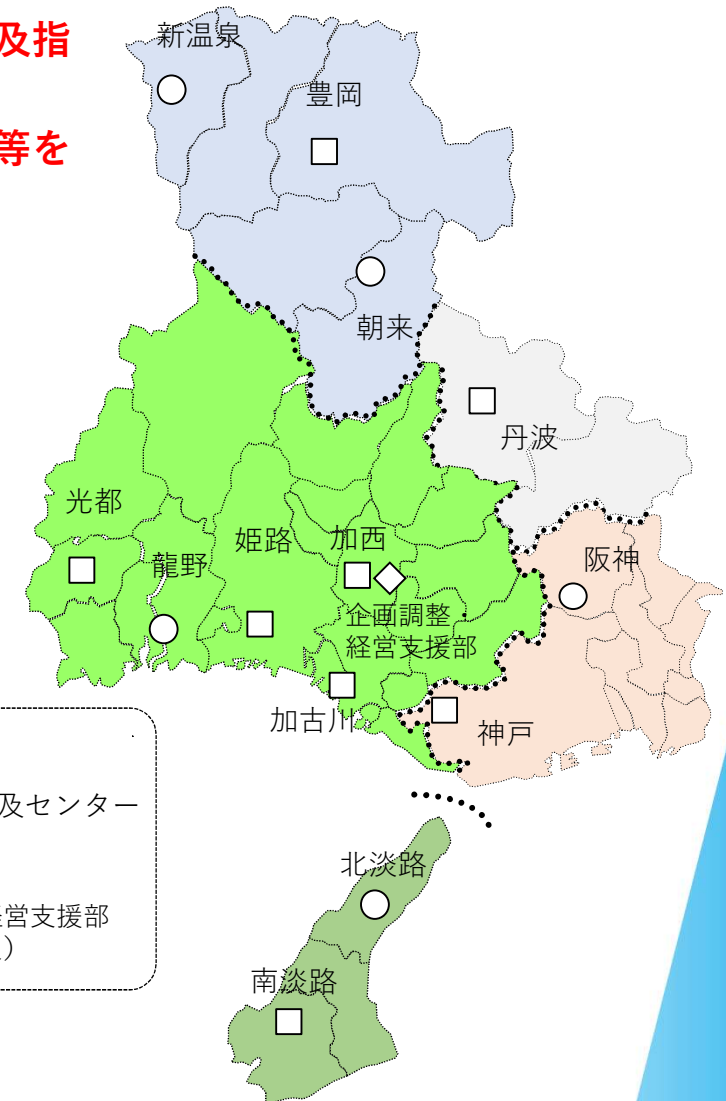 及指
等を
新温泉
豊岡
朝来
丹波
光都
姫路
加西
龍野
阪神
企画調整
経営支援部
加古川
神戸
及センター
経営支援部
)
北淡路
南淡路